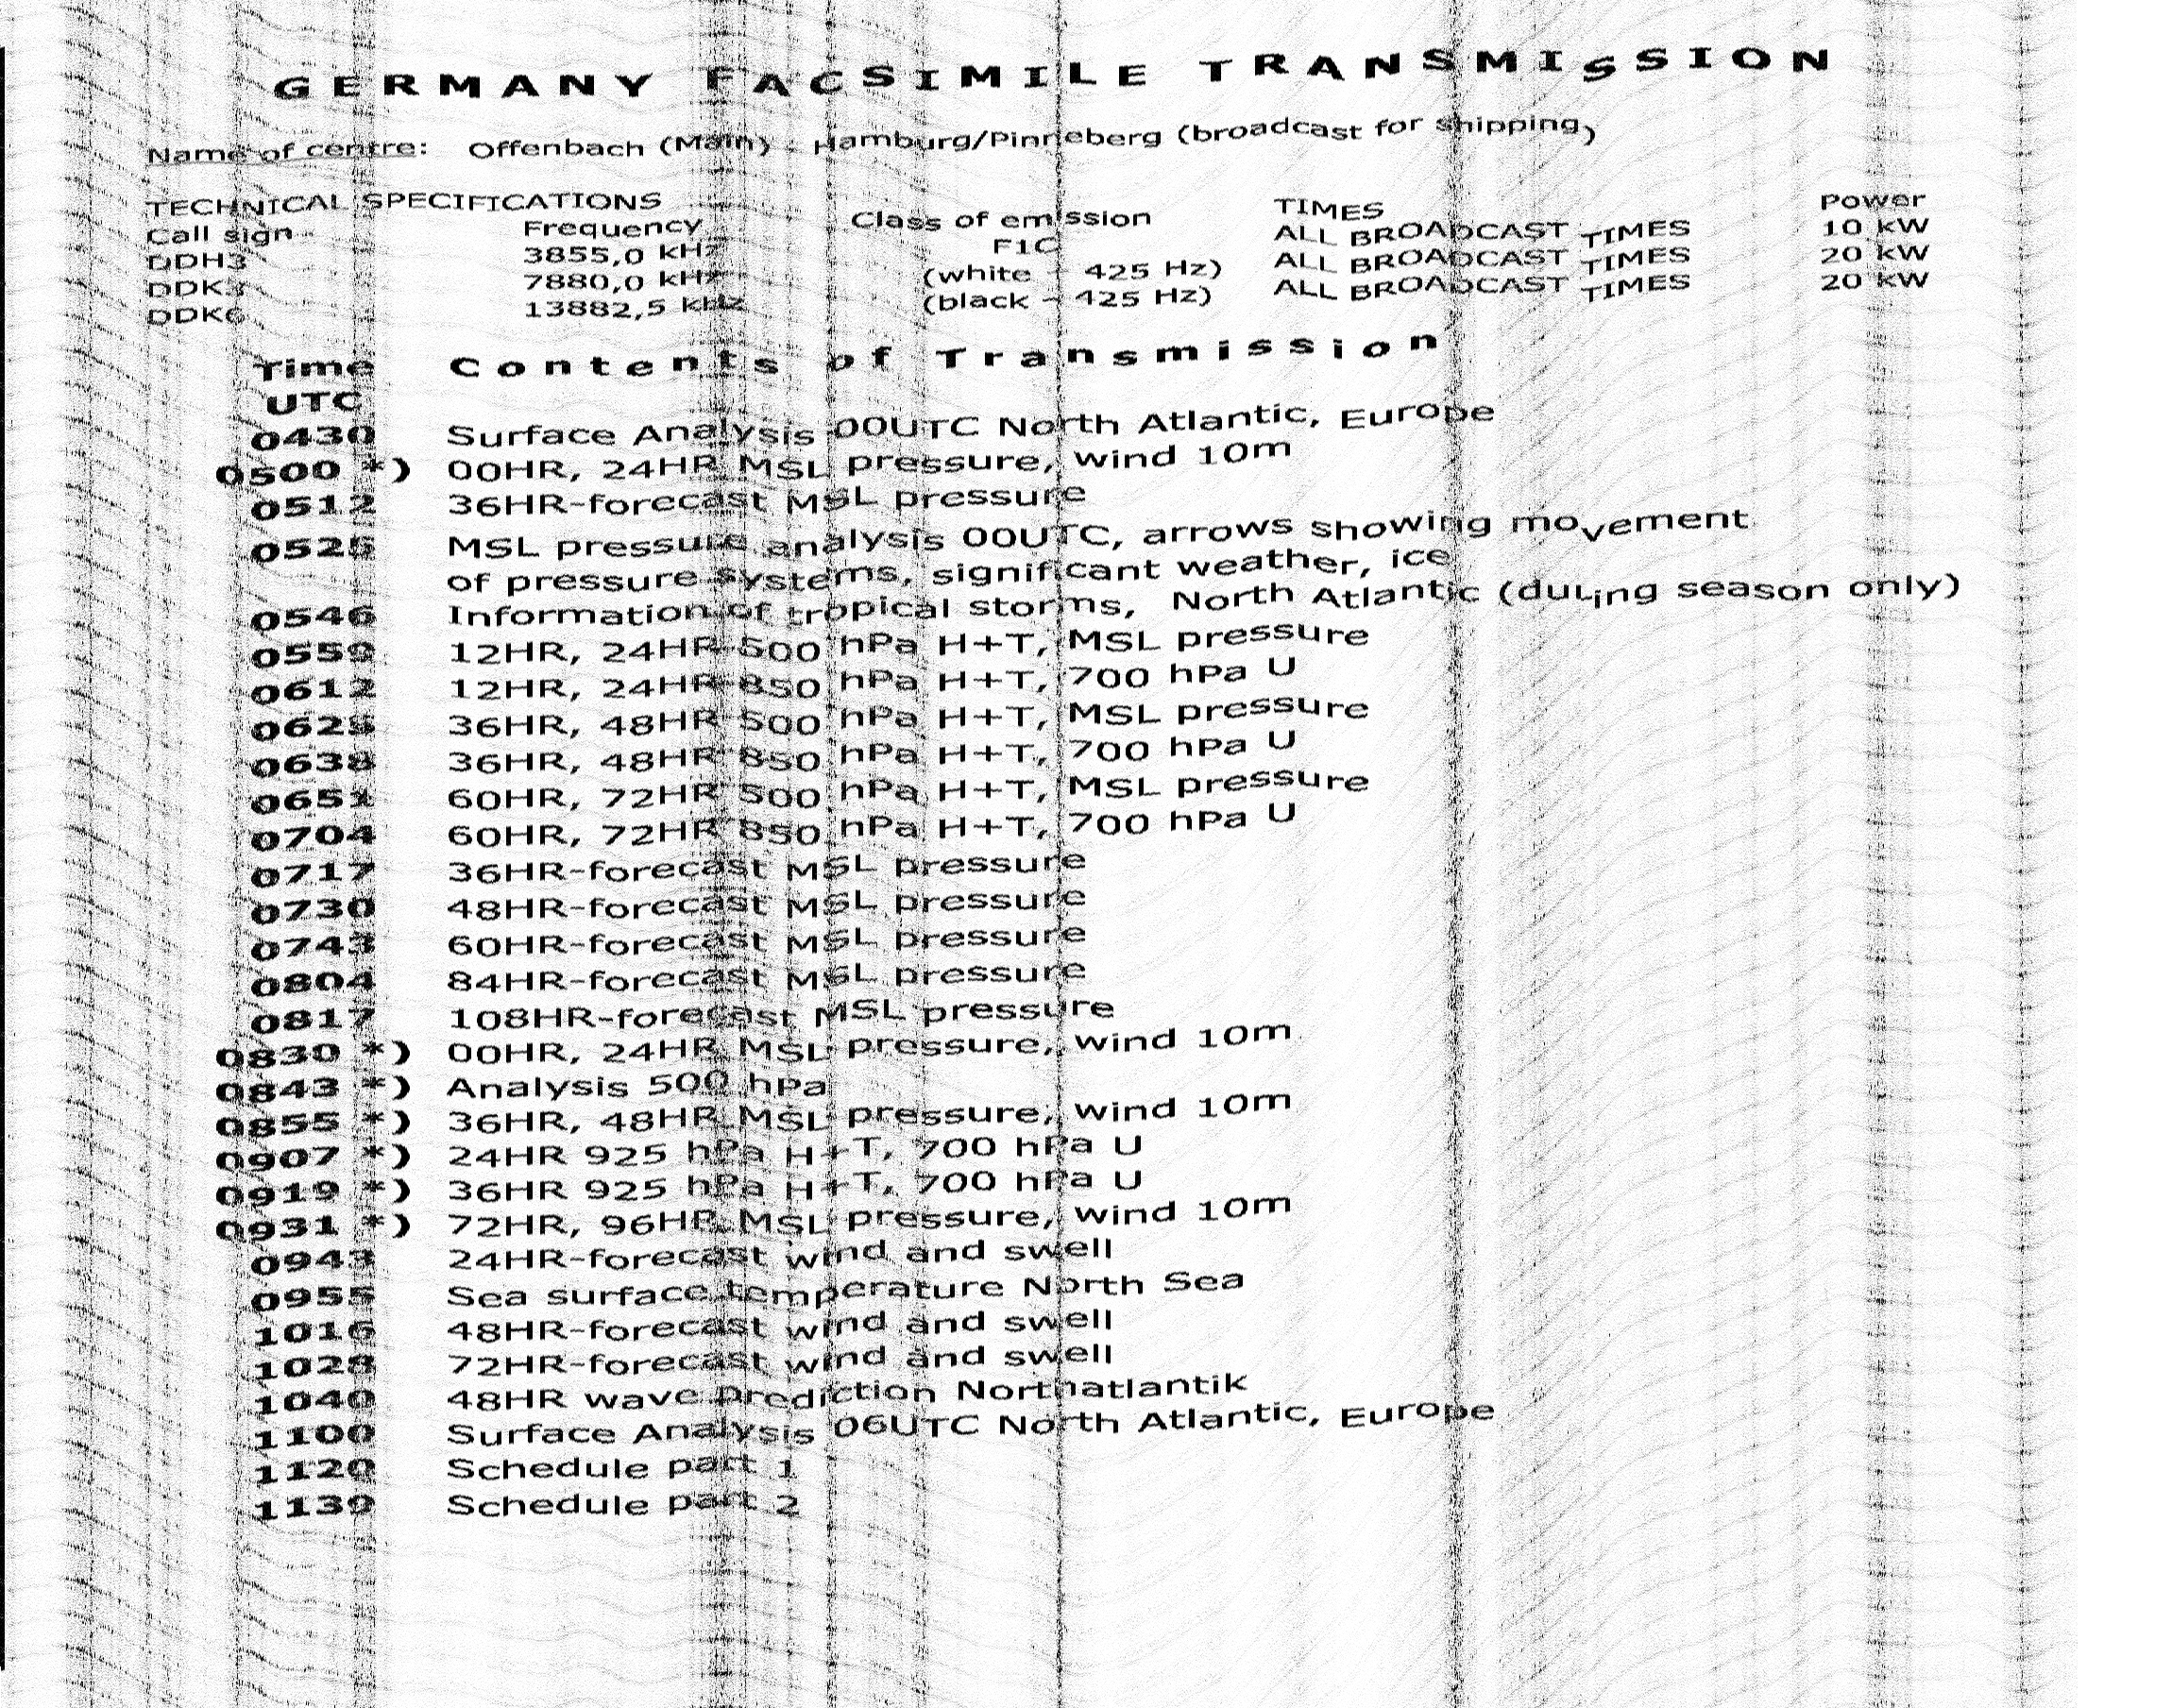 GERMANY FACSIMILE TRANSMISSION
Name of centre: Offenbach (Main) - Hamburg/Pinneberg (broadcast for shipping)
TECHNICAL SPECIFICATIONS
Call sign Frequency Class of emission TIMES Power
DDH3 3855,0 kHz F1C ALL BROADCAST TIMES 10 kW
DDK3 7880,0 kHz (white + 425 Hz) ALL BROADCAST TIMES 20 kW
DDK6 13882,5 kHz (black - 425 Hz) ALL BROADCAST TIMES 20 kW
Time Contents of Transmission
UTC
0430 Surface Analysis 00UTC North Atlantic, Europe
0500 *) 00HR, 24HR MSL pressure, wind 10m
0512 36HR-forecast MSL pressure
0525 MSL pressure analysis 00UTC, arrows showing movement
of pressure systems, significant weather, ice
0546 Information of tropical storms, North Atlantic (during season only)
0559 12HR, 24HR 500 hPa H+T, MSL pressure
0612 12HR, 24HR 850 hPa H+T, 700 hPa U
0625 36HR, 48HR 500 hPa H+T, MSL pressure
0638 36HR, 48HR 850 hPa H+T, 700 hPa U
0651 60HR, 72HR 500 hPa H+T, MSL pressure
0704 60HR, 72HR 850 hPa H+T, 700 hPa U
0717 36HR-forecast MSL pressure
0730 48HR-forecast MSL pressure
0743 60HR-forecast MSL pressure
0804 84HR-forecast MSL pressure
0817 108HR-forecast MSL pressure
0830 *) 00HR, 24HR MSL pressure, wind 10m
0843 *) Analysis 500 hPa
0855 *) 36HR, 48HR MSL pressure, wind 10m
0907 *) 24HR 925 hPa H+T, 700 hPa U
0919 *) 36HR 925 hPa H+T, 700 hPa U
0931 *) 72HR, 96HR MSL pressure, wind 10m
0943 24HR-forecast wind and swell
0955 Sea surface temperature North Sea
1016 48HR-forecast wind and swell
1028 72HR-forecast wind and swell
1040 48HR wave prediction Northatlantik
1100 Surface Analysis 06UTC North Atlantic, Europe
1120 Schedule part 1
1139 Schedule part 2